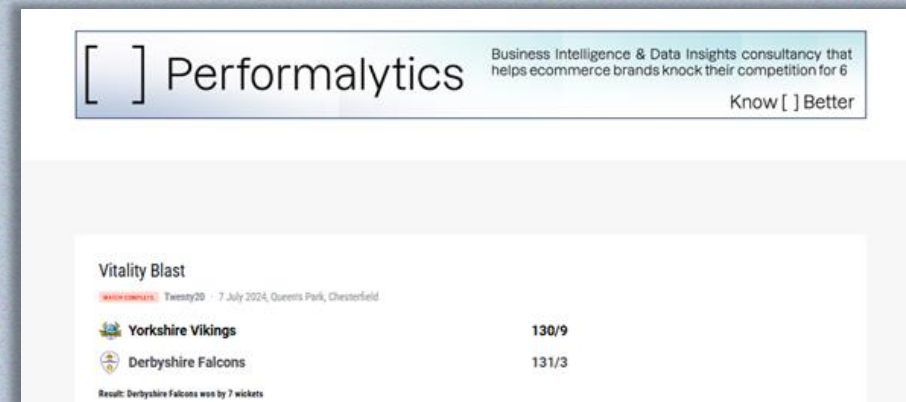 [ ] Performalytics
Business Intelligence & Data Insights consultancy that
helps ecommerce brands knock their competition for 6
Know [ ] Better
Vitality Blast
MATCH COMPLETE Twenty20 · 7 July 2024, Queen's Park, Chesterfield
Yorkshire Vikings 130/9
Derbyshire Falcons 131/3
Result: Derbyshire Falcons won by 7 wickets